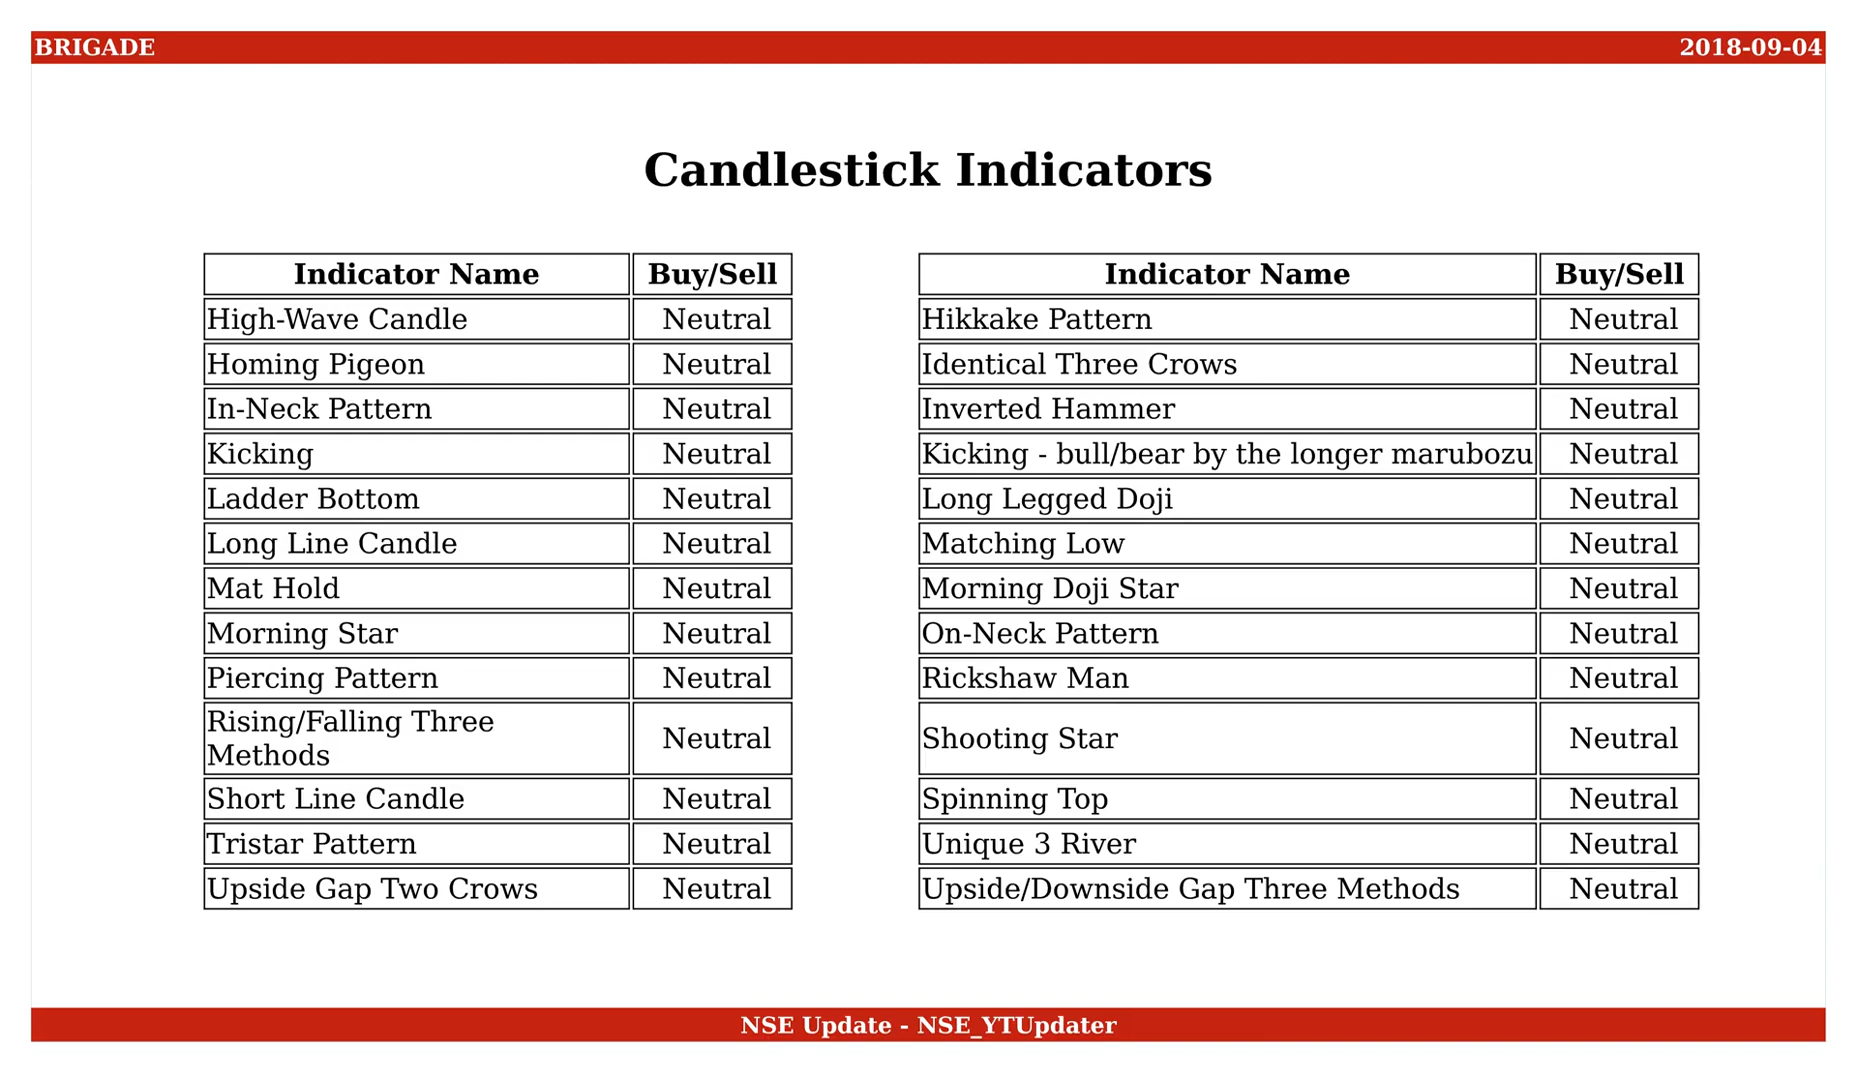 BRIGADE 2018-09-04
Candlestick Indicators
Indicator Name Buy/Sell Indicator Name Buy/Sell
High-Wave Candle Neutral Hikkake Pattern Neutral
Homing Pigeon Neutral Identical Three Crows Neutral
In-Neck Pattern Neutral Inverted Hammer Neutral
Kicking Neutral Kicking - bull/bear by the longer marubozu Neutral
Ladder Bottom Neutral Long Legged Doji Neutral
Long Line Candle Neutral Matching Low Neutral
Mat Hold Neutral Morning Doji Star Neutral
Morning Star Neutral On-Neck Pattern Neutral
Piercing Pattern Neutral Rickshaw Man Neutral
Rising/Falling Three
Methods Neutral Shooting Star Neutral
Short Line Candle Neutral Spinning Top Neutral
Tristar Pattern Neutral Unique 3 River Neutral
Upside Gap Two Crows Neutral Upside/Downside Gap Three Methods Neutral
NSE Update - NSE_YTUpdater